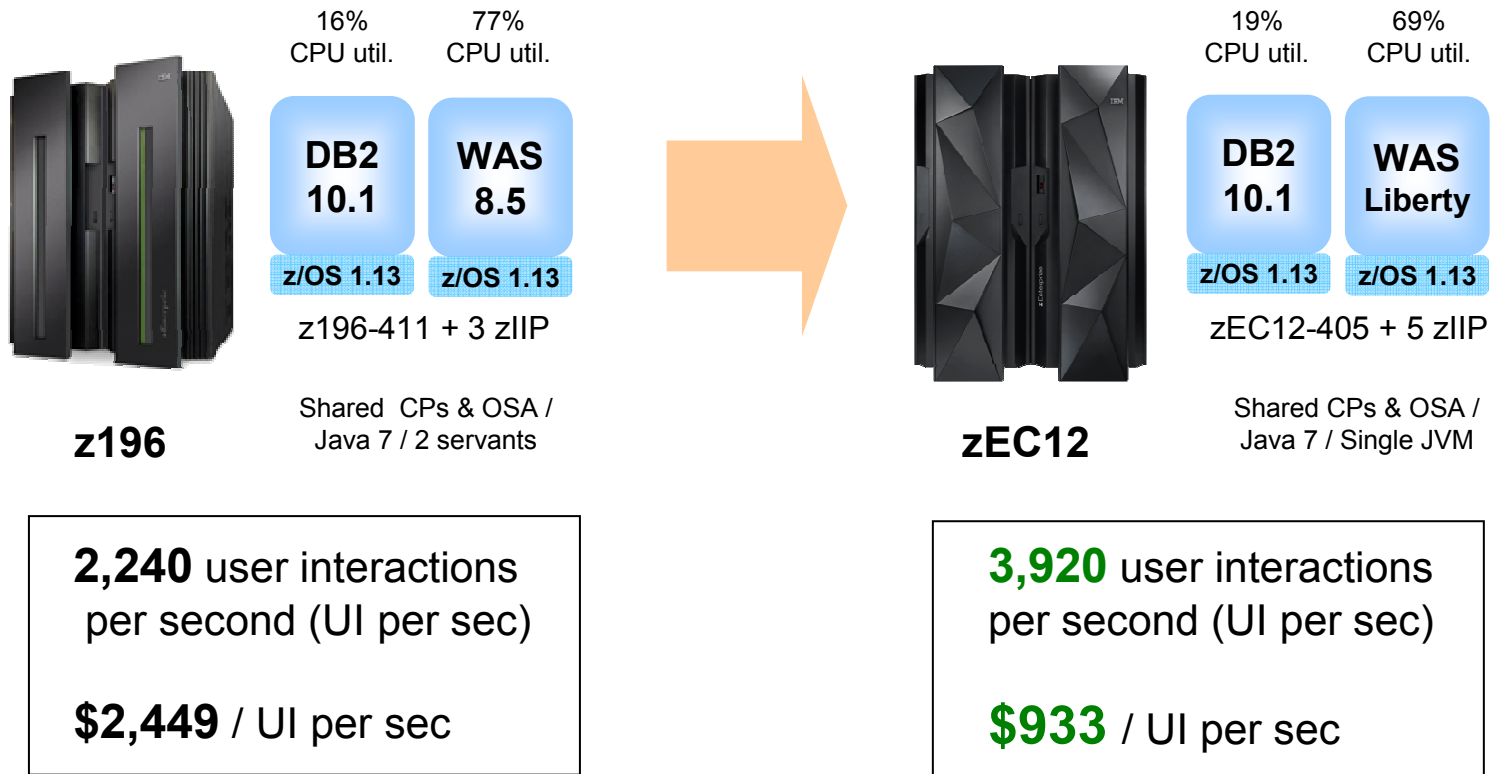 16%
CPU util.
77%
CPU util.
DB2
10.1
WAS
8.5
z/OS 1.13
z/OS 1.13
z196-411 + 3 zIIP
Shared CPs & OSA /
Java 7 / 2 servants
z196
2,240 user interactions
per second (UI per sec)
$2,449 / UI per sec
19%
CPU util.
69%
CPU util.
IBM
zEnterprise
DB2
10.1
WAS
Liberty
z/OS 1.13
z/OS 1.13
zEC12-405 + 5 zIIP
Shared CPs & OSA /
Java 7 / Single JVM
zEC12
3,920 user interactions
per second (UI per sec)
$933 / UI per sec